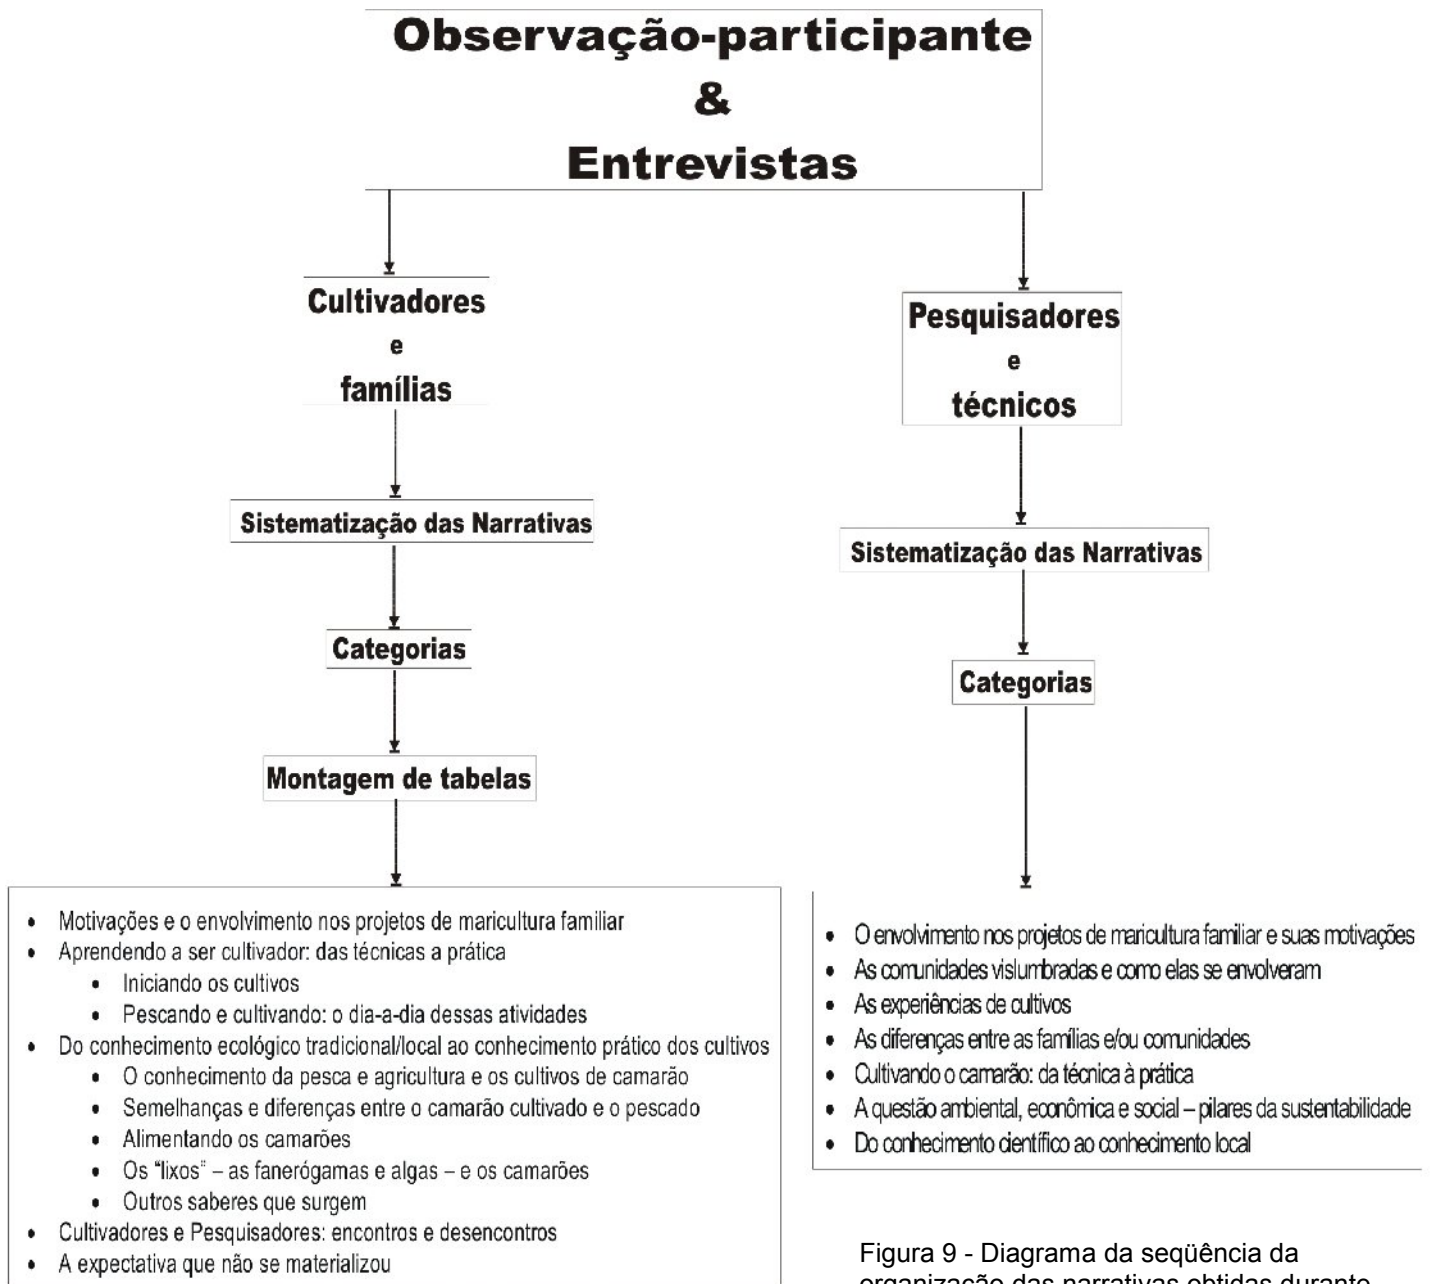 Observação-participante
&
Entrevistas
Cultivadores
e
famílias
Sistematização das Narrativas
Categorias
Montagem de tabelas
• Motivações e o envolvimento nos projetos de maricultura familiar
• Aprendendo a ser cultivador: das técnicas a prática
• Iniciando os cultivos
• Pescando e cultivando: o dia-a-dia dessas atividades
• Do conhecimento ecológico tradicional/local ao conhecimento prático dos cultivos
• O conhecimento da pesca e agricultura e os cultivos de camarão
• Semelhanças e diferenças entre o camarão cultivado e o pescado
• Alimentando os camarões
• Os "lixos" – as fanerógamas e algas – e os camarões
• Outros saberes que surgem
• Cultivadores e Pesquisadores: encontros e desencontros
• A expectativa que não se materializou
Pesquisadores
e
técnicos
Sistematização das Narrativas
Categorias
• O envolvimento nos projetos de maricultura familiar e suas motivações
• As comunidades vislumbradas e como elas se envolveram
• As experiências de cultivos
• As diferenças entre as famílias e/ou comunidades
• Cultivando o camarão: da técnica à prática
• A questão ambiental, econômica e social – pilares da sustentabilidade
• Do conhecimento científico ao conhecimento local
Figura 9 - Diagrama da seqüência da
organização das narrativas obtidas durante